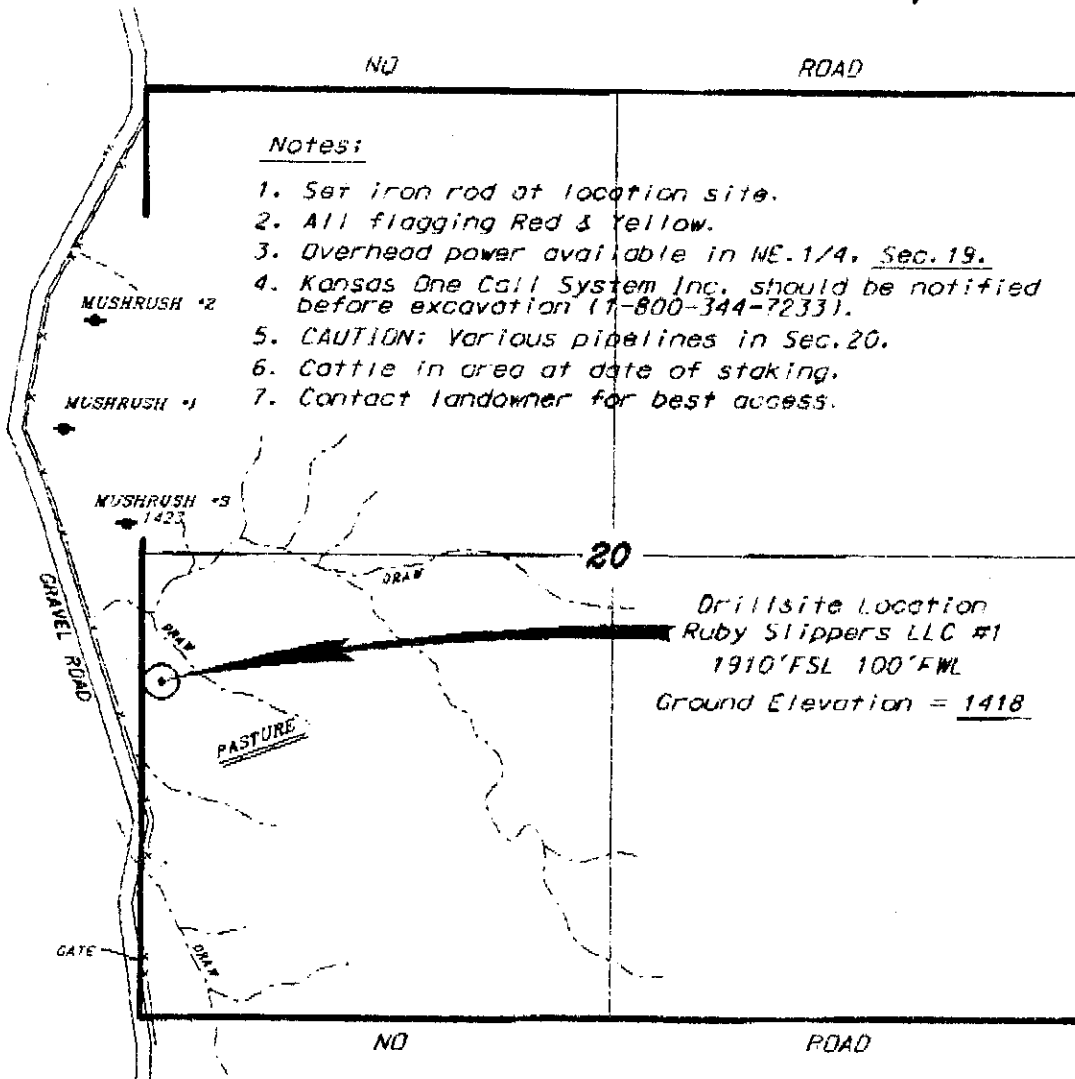 NO ROAD
Notes:
1. Set iron rod at location site.
2. All flagging Red & Yellow.
3. Overhead power available in NE.1/4, Sec.19.
4. Kansas One Call System Inc. should be notified
before excavation (1-800-344-7233).
5. CAUTION: Various pipelines in Sec.20.
6. Cattle in area at date of staking.
7. Contact landowner for best access.
MUSHRUSH #2
MUSHRUSH #1
MUSHRUSH #3
1423
20
DRAW
Drillsite Location
Ruby Slippers LLC #1
1910'FSL 100'FWL
Ground Elevation = 1418
GRAVEL ROAD
DRAW
PASTURE
GATE
DRAW
NO ROAD